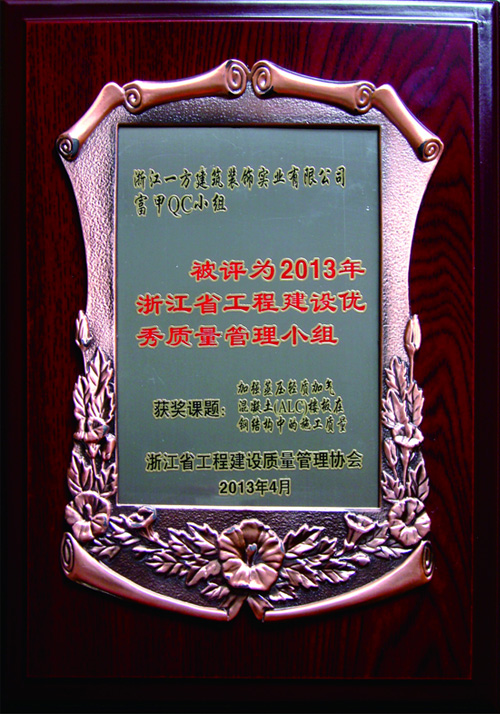 浙江一方建筑装饰实业有限公司
富甲QC小组
被评为2013年
浙江省工程建设优
秀质量管理小组
获奖课题：
加强蒸压轻质加气
混凝土(ALC)楼板在
钢结构中的施工质量
浙江省工程建设质量管理协会
2013年4月